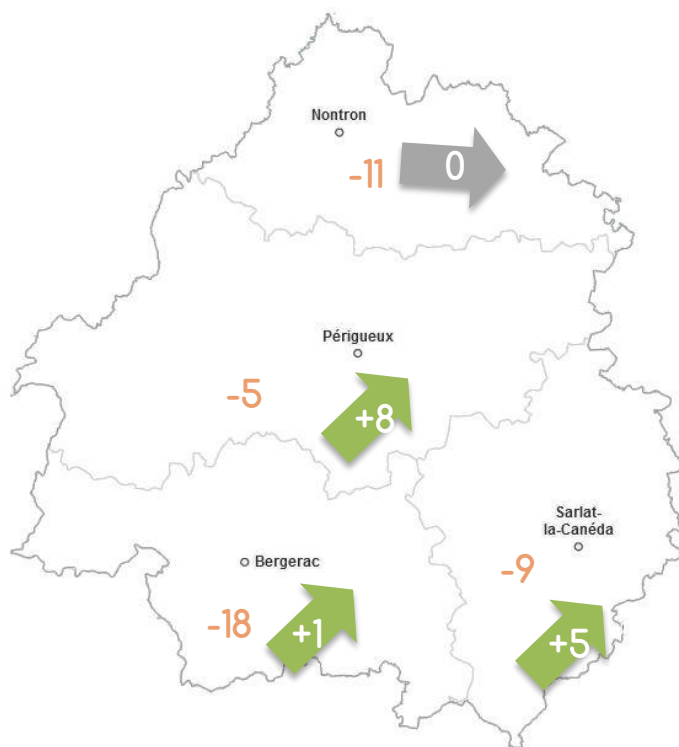 Nontron
-11
0
Périgueux
-5
+8
Sarlat-
la-Canéda
Bergerac
-9
-18
+1
+5